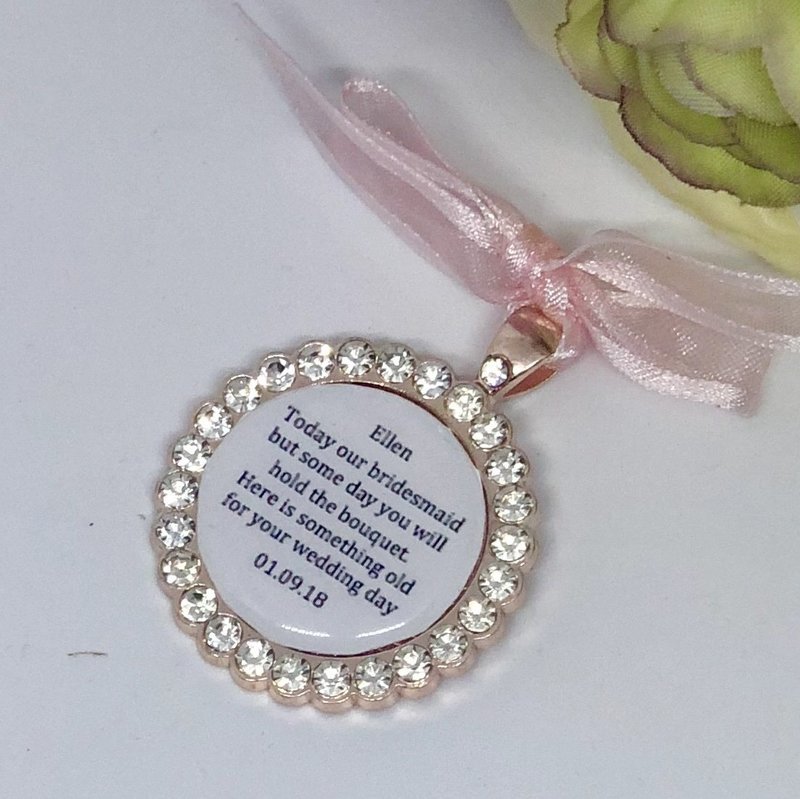 Ellen
Today our bridesmaid
but some day you will
hold the bouquet.
Here is something old
for your wedding day
01.09.18